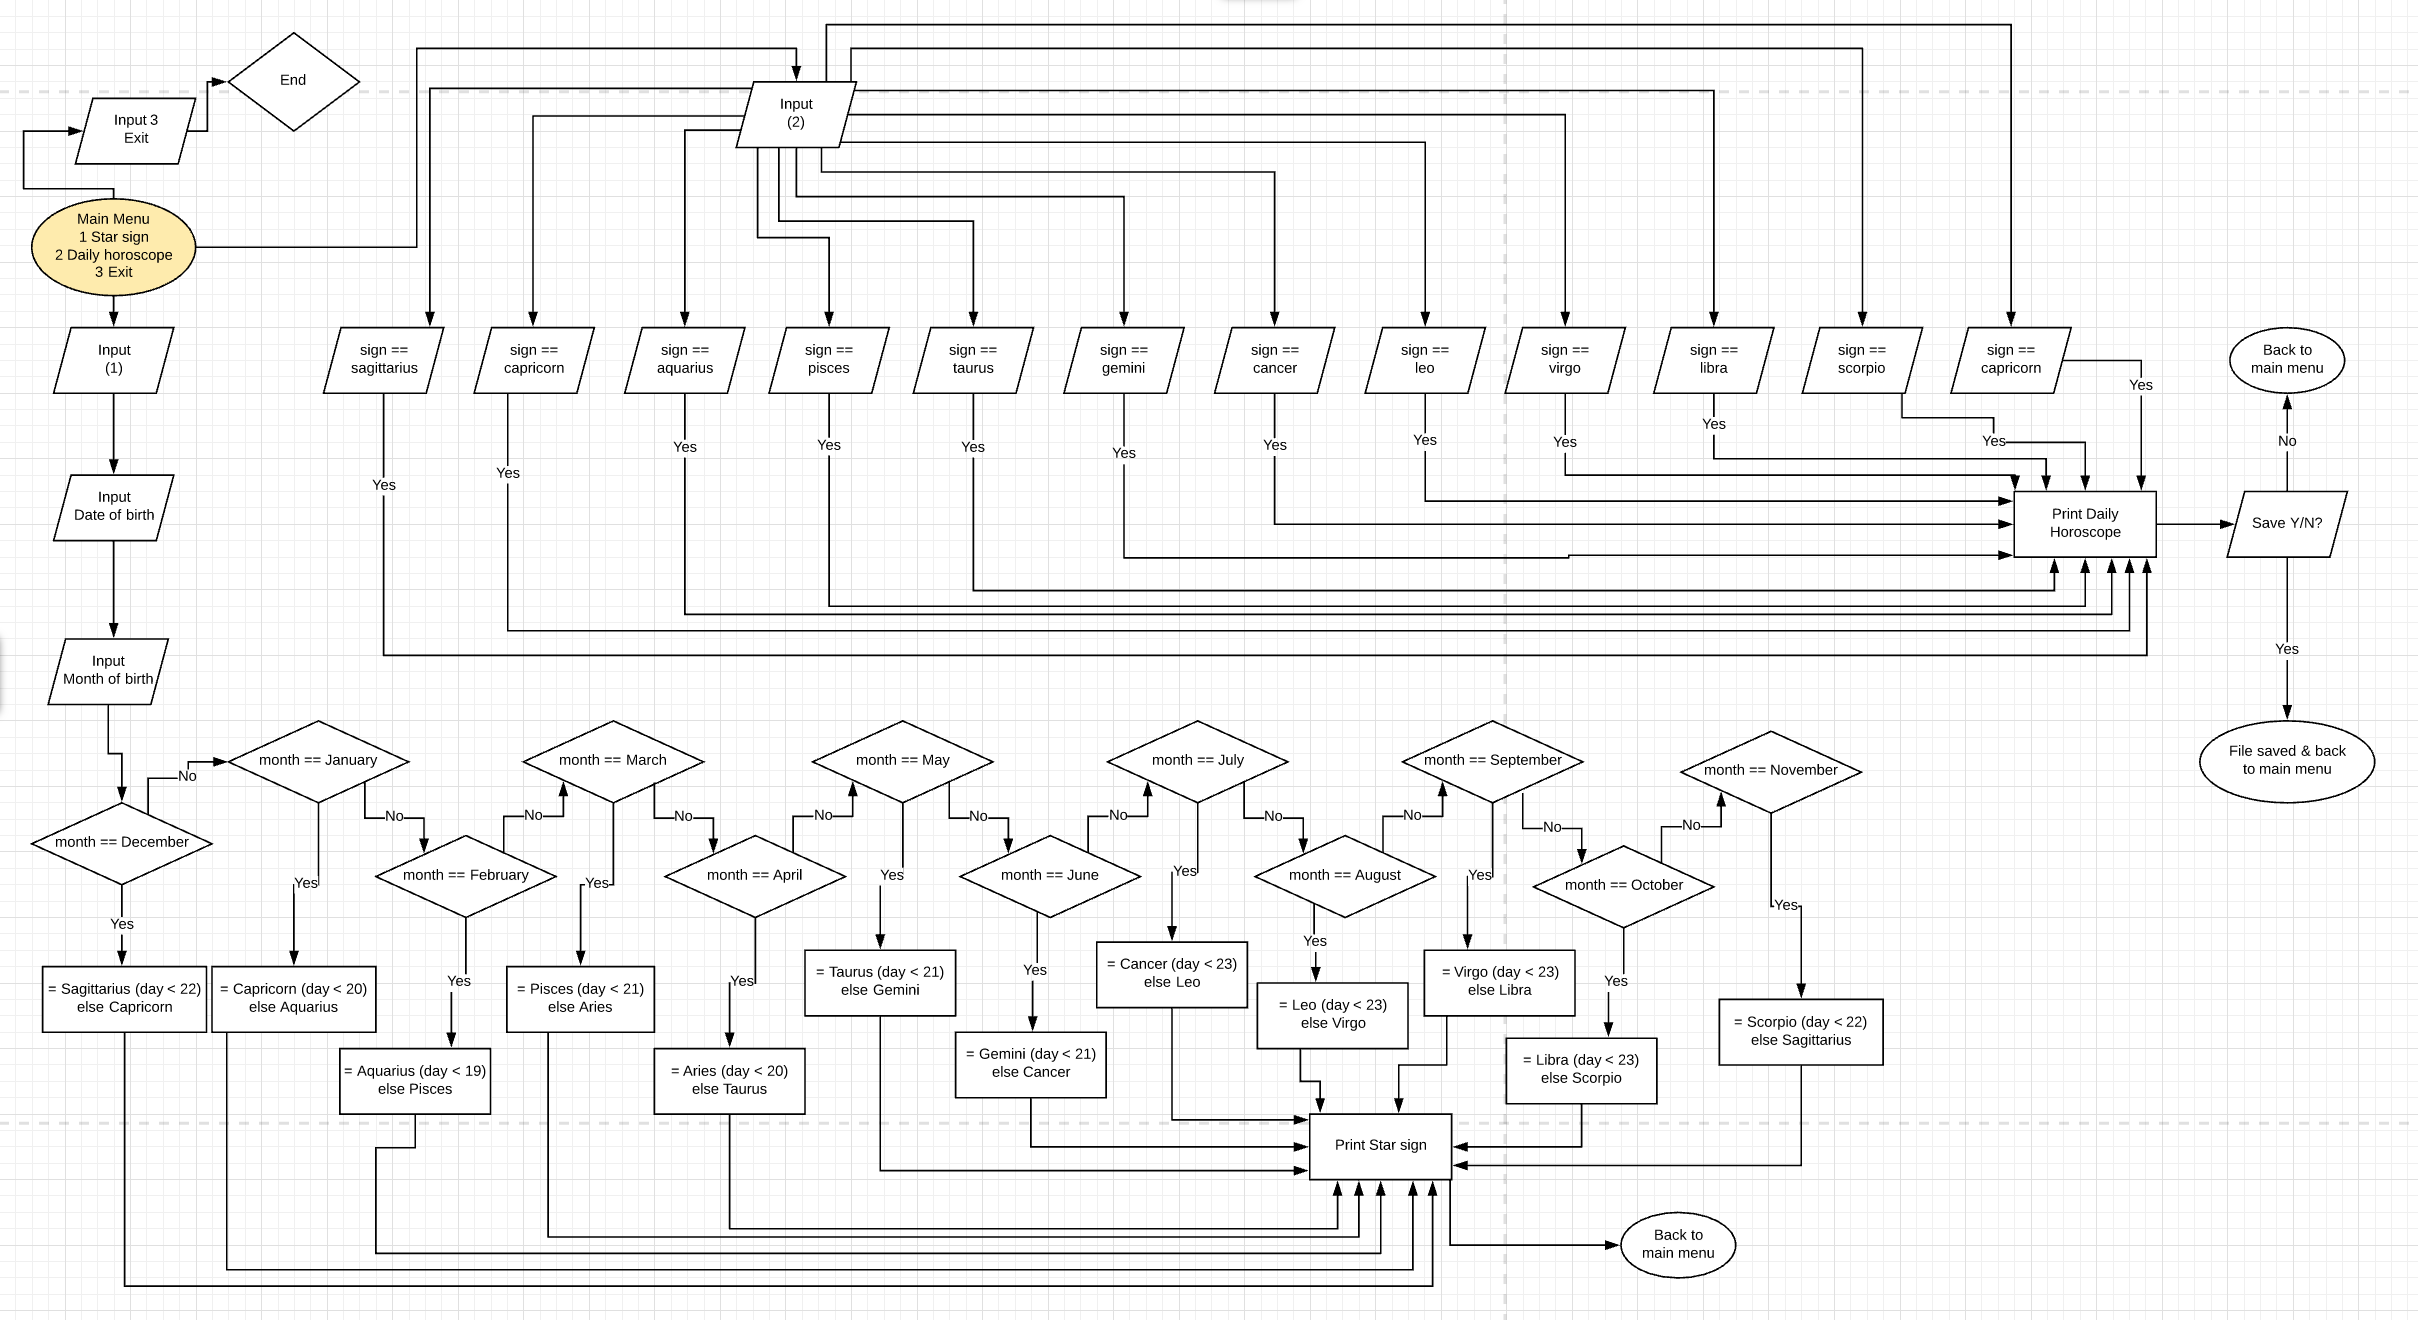 End
Input 3
Exit
Main Menu
1 Star sign
2 Daily horoscope
3 Exit
Input
(2)
Input
(1)
sign ==
sagittarius
sign ==
capricorn
sign ==
aquarius
sign ==
pisces
sign ==
taurus
sign ==
gemini
sign ==
cancer
sign ==
leo
sign ==
virgo
sign ==
libra
sign ==
scorpio
sign ==
capricorn
Back to
main menu
Yes
Yes
Yes
Yes
Yes
Yes
Yes
Yes
Yes
Yes
Yes
Yes
No
Input
Date of birth
Print Daily
Horoscope
Save Y/N?
Yes
Input
Month of birth
File saved & back
to main menu
month == December
No
month == January
No
month == February
No
month == March
No
month == April
No
month == May
No
month == June
No
month == July
No
month == August
No
month == September
No
month == October
No
month == November
Yes
Yes
Yes
Yes
Yes
Yes
Yes
Yes
Yes
Yes
Yes
Yes
= Sagittarius (day < 22)
else Capricorn
= Capricorn (day < 20)
else Aquarius
= Aquarius (day < 19)
else Pisces
= Pisces (day < 21)
else Aries
= Aries (day < 20)
else Taurus
= Taurus (day < 21)
else Gemini
= Gemini (day < 21)
else Cancer
= Cancer (day < 23)
else Leo
= Leo (day < 23)
else Virgo
= Virgo (day < 23)
else Libra
= Libra (day < 23)
else Scorpio
= Scorpio (day < 22)
else Sagittarius
Print Star sign
Back to
main menu